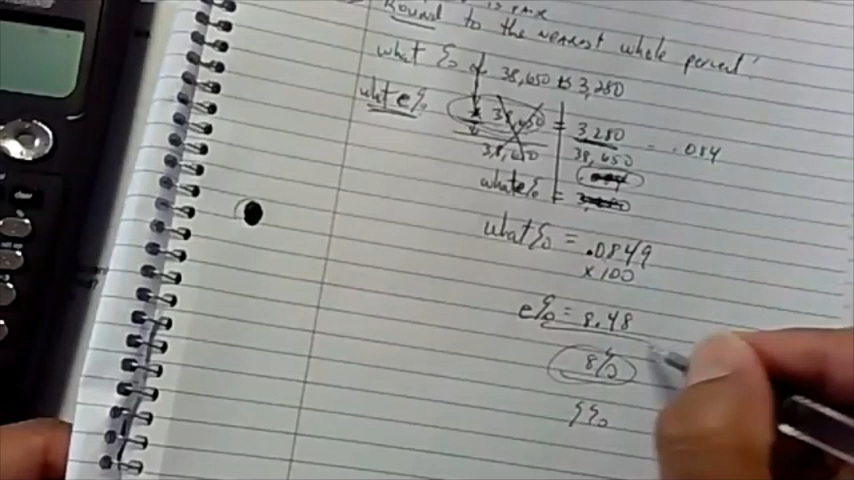 Round to the nearest whole percent.
what % of 38,650 is 3,280
what % x 38,650 = 3,280 = .084
38,650 38,650
what % =
what % = .0849
x 100
% = 8.48
8%
%
clear